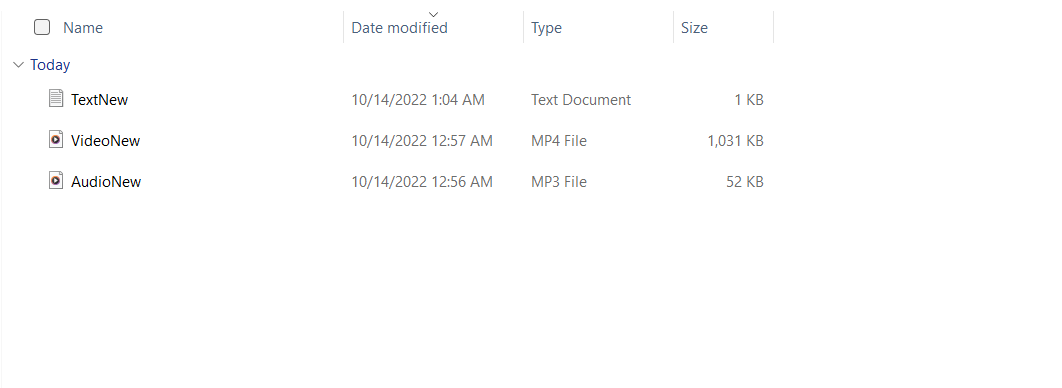 Name Date modified Type Size
Today
TextNew 10/14/2022 1:04 AM Text Document 1 KB
VideoNew 10/14/2022 12:57 AM MP4 File 1,031 KB
AudioNew 10/14/2022 12:56 AM MP3 File 52 KB